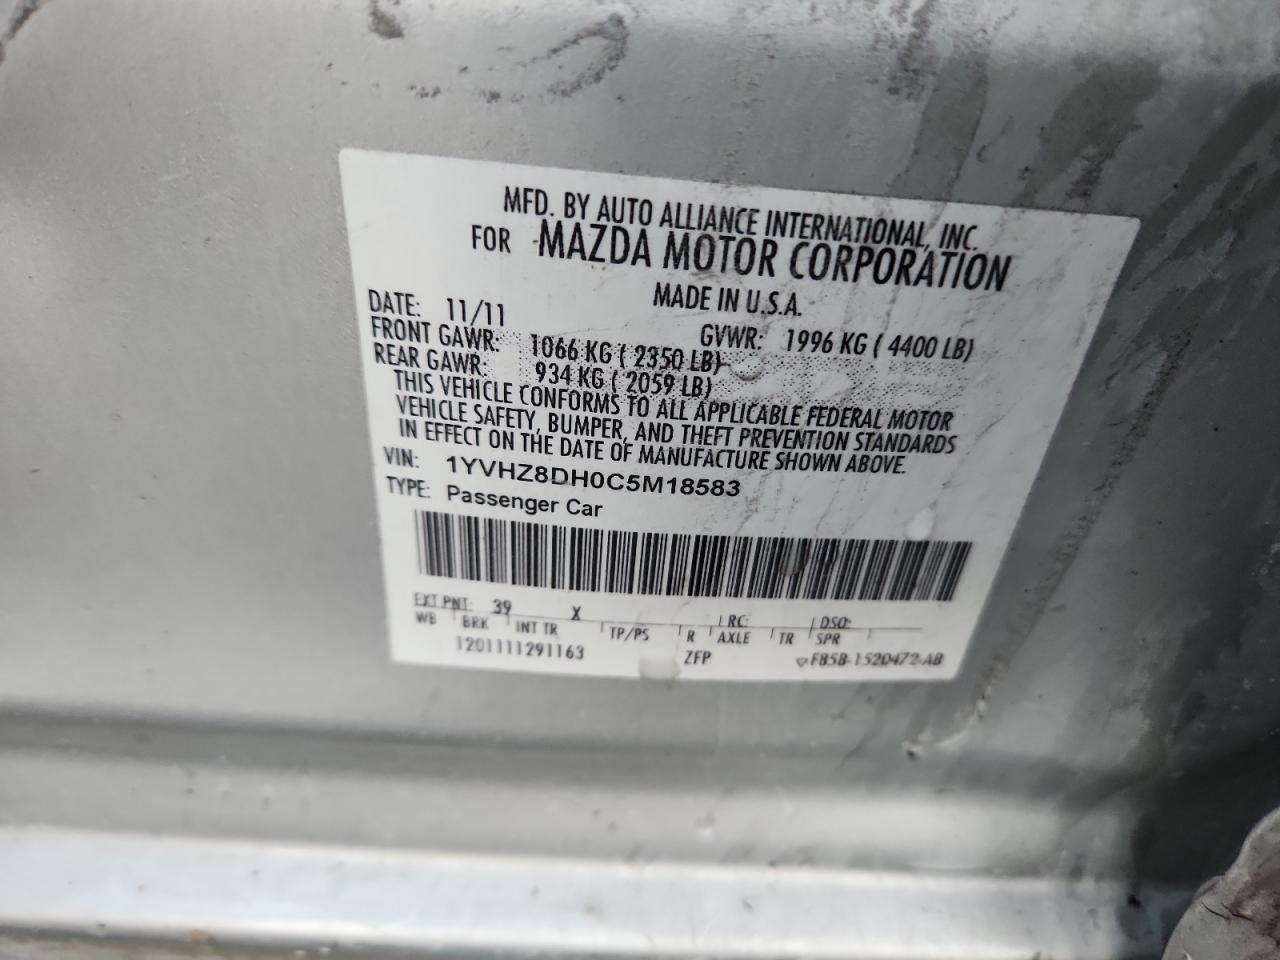 MFD. BY AUTO ALLIANCE INTERNATIONAL, INC.
FOR MAZDA MOTOR CORPORATION
MADE IN U.S.A.
DATE: 11/11 GVWR: 1996 KG ( 4400 LB)
FRONT GAWR: 1066 KG ( 2350 LB)
REAR GAWR: 934 KG ( 2059 LB)
THIS VEHICLE CONFORMS TO ALL APPLICABLE FEDERAL MOTOR
VEHICLE SAFETY, BUMPER, AND THEFT PREVENTION STANDARDS
IN EFFECT ON THE DATE OF MANUFACTURE SHOWN ABOVE.
VIN: 1YVHZ8DH0C5M18583
TYPE: Passenger Car
EXT PNT: 39 X RC: DSO:
WB BRK INT TR TP/PS R AXLE TR SPR
1201111291163 ZFP F85B-1520472-AB